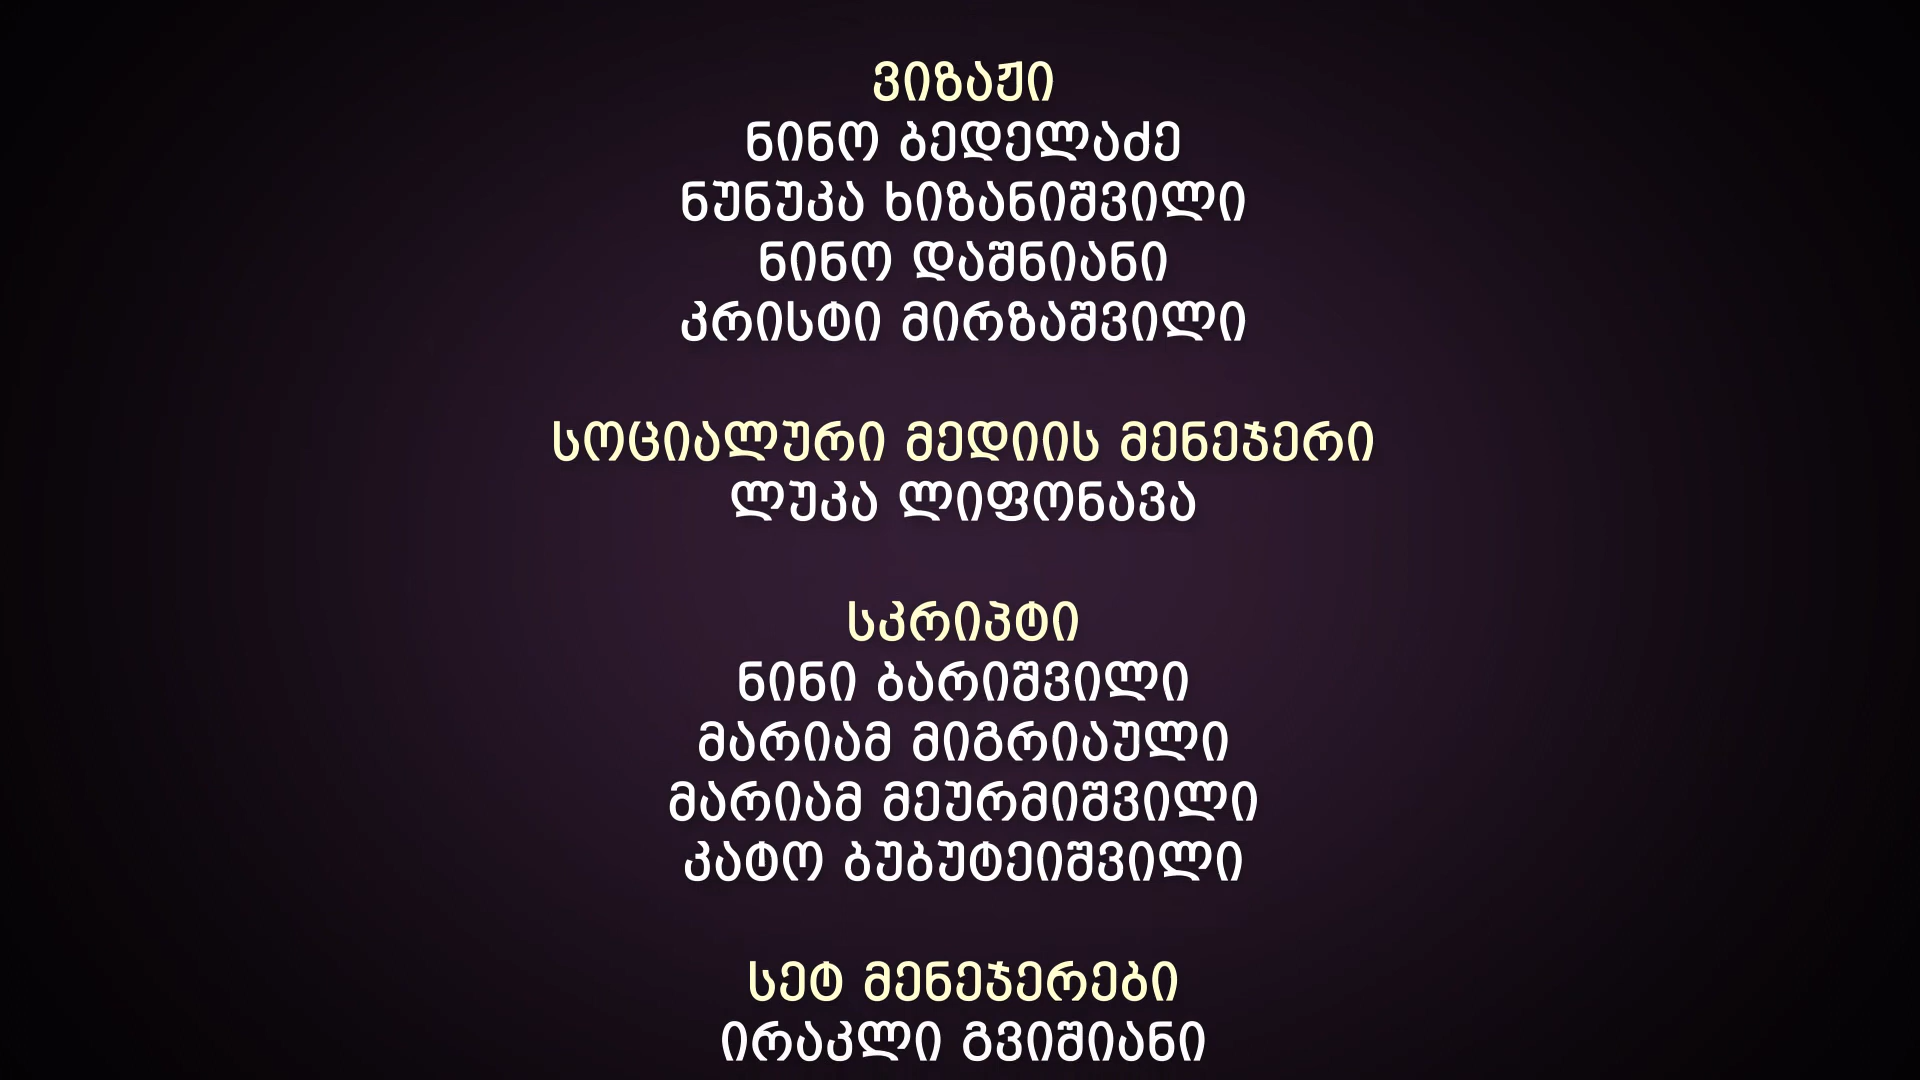 ვიზაჟი
ნინო ბედელაძე
ნუნუკა ხიზანიშვილი
ნინო დაშნიანი
კრისტი მირზაშვილი
სოციალური მედიის მენეჯერი
ლუკა ლიფონავა
სკრიპტი
ნინი ბარიშვილი
მარიამ მიგრიაული
მარიამ მეურმიშვილი
კატო ბუბუტეიშვილი
სეტ მენეჯერები
ირაკლი გვიშიანი